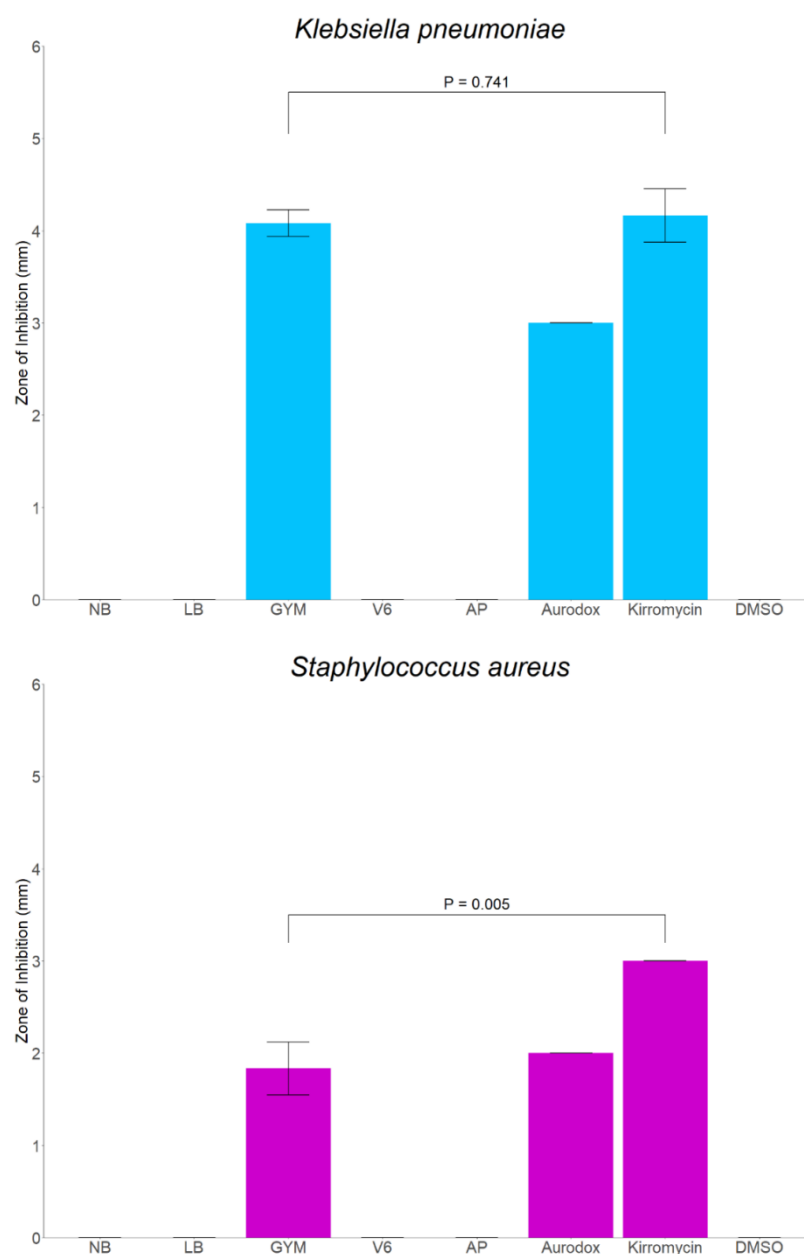 Klebsiella pneumoniae
6
P = 0.741
5
4
Zone of Inhibition (mm)
3
2
1
0
NB LB GYM V6 AP Aurodox Kirromycin DMSO
Staphylococcus aureus
6
5
4
P = 0.005
Zone of Inhibition (mm)
3
2
1
0
NB LB GYM V6 AP Aurodox Kirromycin DMSO